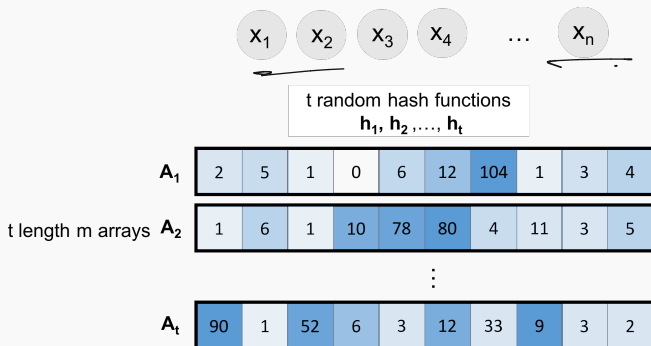 x1 x2 x3 x4 ... xn
t random hash functions
h1, h2 ,..., ht
A1 2 5 1 0 6 12 104 1 3 4
t length m arrays A2 1 6 1 10 78 80 4 11 3 5
⋮
At 90 1 52 6 3 12 33 9 3 2